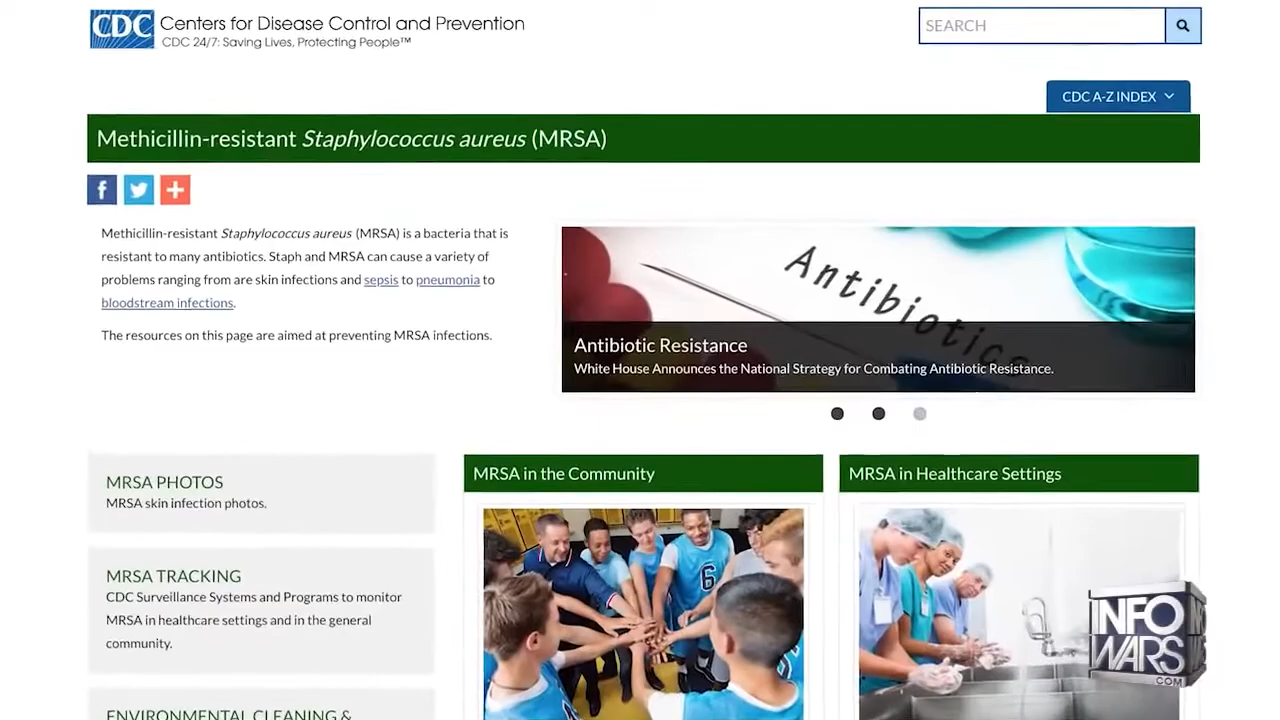 CDC Centers for Disease Control and Prevention
CDC 24/7: Saving Lives, Protecting People™
SEARCH
CDC A-Z INDEX
Methicillin-resistant Staphylococcus aureus (MRSA)
Methicillin-resistant Staphylococcus aureus (MRSA) is a bacteria that is
resistant to many antibiotics. Staph and MRSA can cause a variety of
problems ranging from are skin infections and sepsis to pneumonia to
bloodstream infections.
The resources on this page are aimed at preventing MRSA infections.
Antibiotics
Antibiotic Resistance
White House Announces the National Strategy for Combating Antibiotic Resistance.
MRSA PHOTOS
MRSA skin infection photos.
MRSA TRACKING
CDC Surveillance Systems and Programs to monitor
MRSA in healthcare settings and in the general
community.
ENVIRONMENTAL CLEANING &
MRSA in the Community
6
MRSA in Healthcare Settings
INFO
WARS
.COM